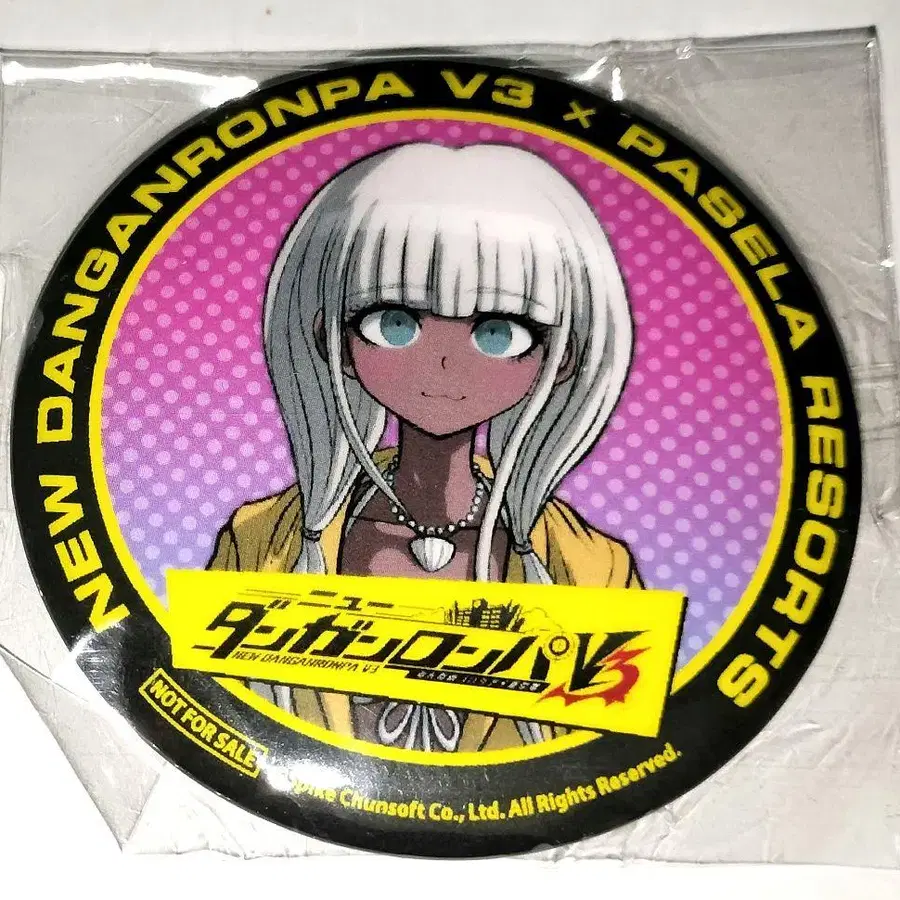 NEW DANGANRONPA V3 × PASELA RESORTS
ニュー
ダンガンロンパV3
NEW DANGANRONPA V3
NOT FOR SALE
Spike Chunsoft Co., Ltd. All Rights Reserved.